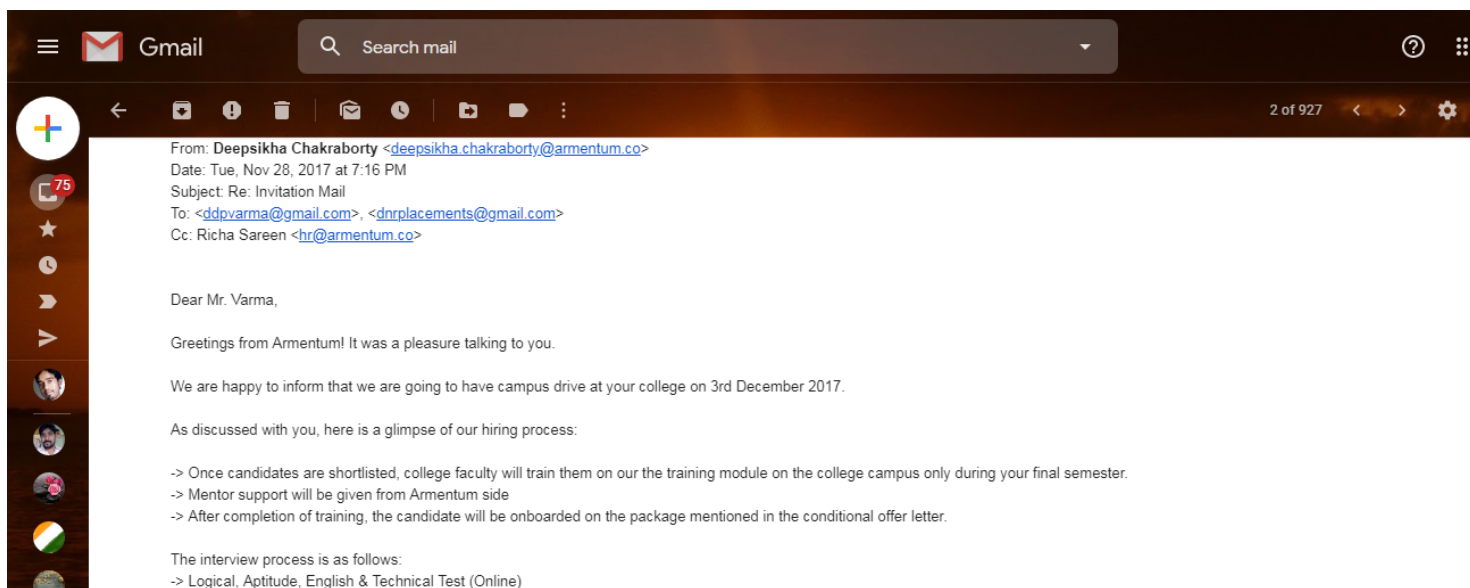 Gmail
Search mail
2 of 927
75
From: Deepsikha Chakraborty <deepsikha.chakraborty@armentum.co>
Date: Tue, Nov 28, 2017 at 7:16 PM
Subject: Re: Invitation Mail
To: <ddpvarma@gmail.com>, <dnrplacements@gmail.com>
Cc: Richa Sareen <hr@armentum.co>
Dear Mr. Varma,
Greetings from Armentum! It was a pleasure talking to you.
We are happy to inform that we are going to have campus drive at your college on 3rd December 2017.
As discussed with you, here is a glimpse of our hiring process:
-> Once candidates are shortlisted, college faculty will train them on our the training module on the college campus only during your final semester.
-> Mentor support will be given from Armentum side
-> After completion of training, the candidate will be onboarded on the package mentioned in the conditional offer letter.
The interview process is as follows:
-> Logical, Aptitude, English & Technical Test (Online)